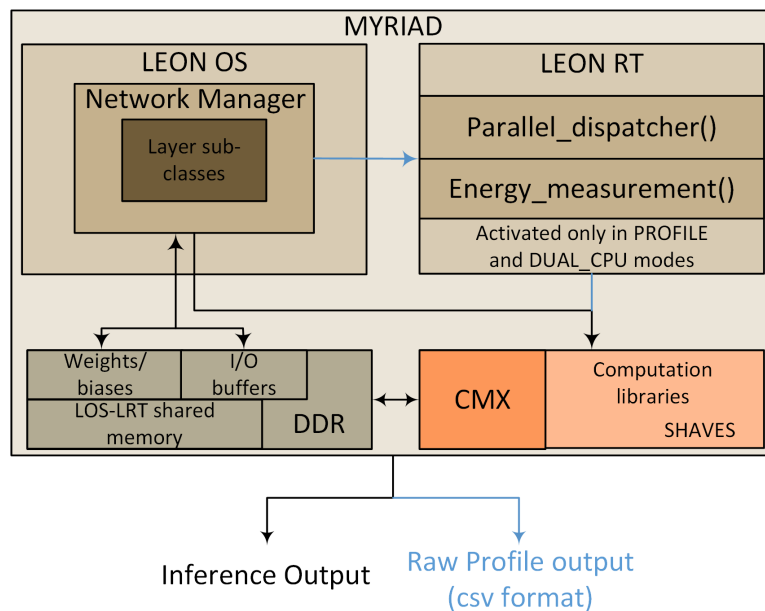 MYRIAD
LEON OS
Network Manager
Layer sub-
classes
LEON RT
Parallel_dispatcher()
Energy_measurement()
Activated only in PROFILE
and DUAL_CPU modes
Weights/
biases
I/O
buffers
LOS-LRT shared
memory
DDR
CMX
Computation
libraries
SHAVES
Inference Output
Raw Profile output
(csv format)